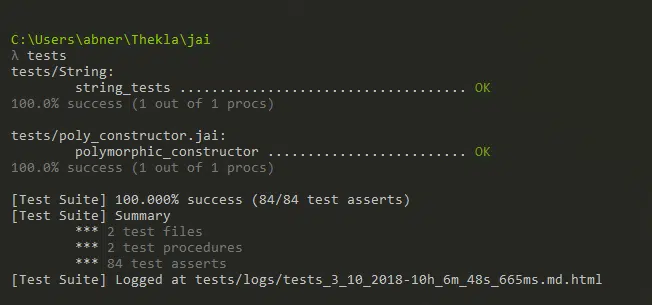 C:\Users\abner\Thekla\jai
λ tests
tests/String:
string_tests .................................... OK
100.0% success (1 out of 1 procs)
tests/poly_constructor.jai:
polymorphic_constructor ......................... OK
100.0% success (1 out of 1 procs)
[Test Suite] 100.000% success (84/84 test asserts)
[Test Suite] Summary
*** 2 test files
*** 2 test procedures
*** 84 test asserts
[Test Suite] Logged at tests/logs/tests_3_10_2018-10h_6m_48s_665ms.md.html